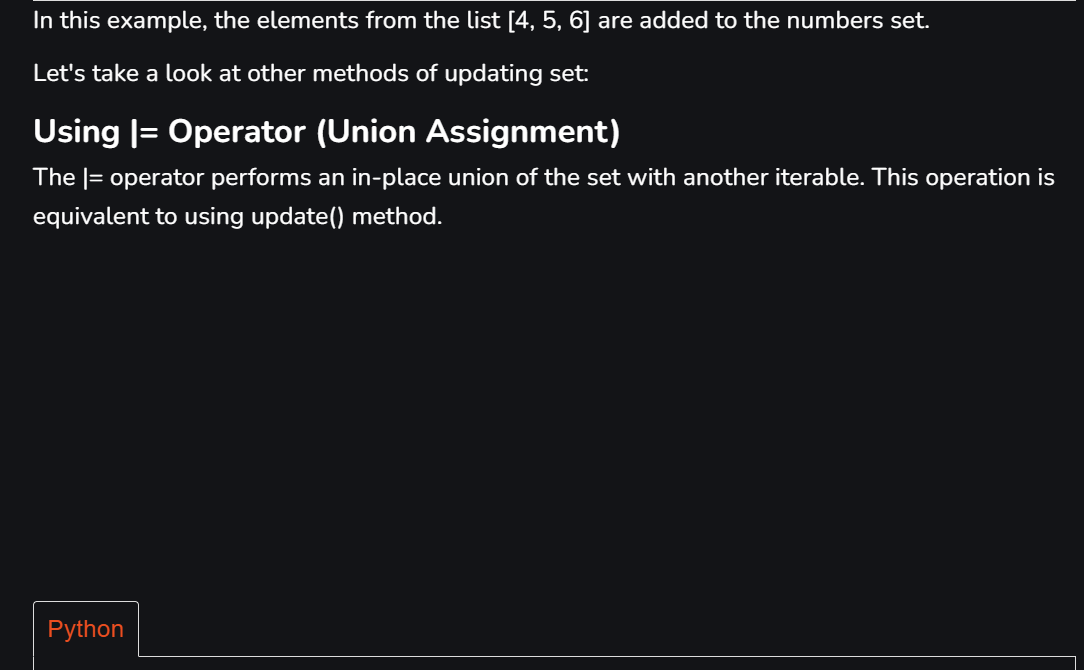 In this example, the elements from the list [4, 5, 6] are added to the numbers set.
Let's take a look at other methods of updating set:
Using |= Operator (Union Assignment)
The |= operator performs an in-place union of the set with another iterable. This operation is
equivalent to using update() method.
Python